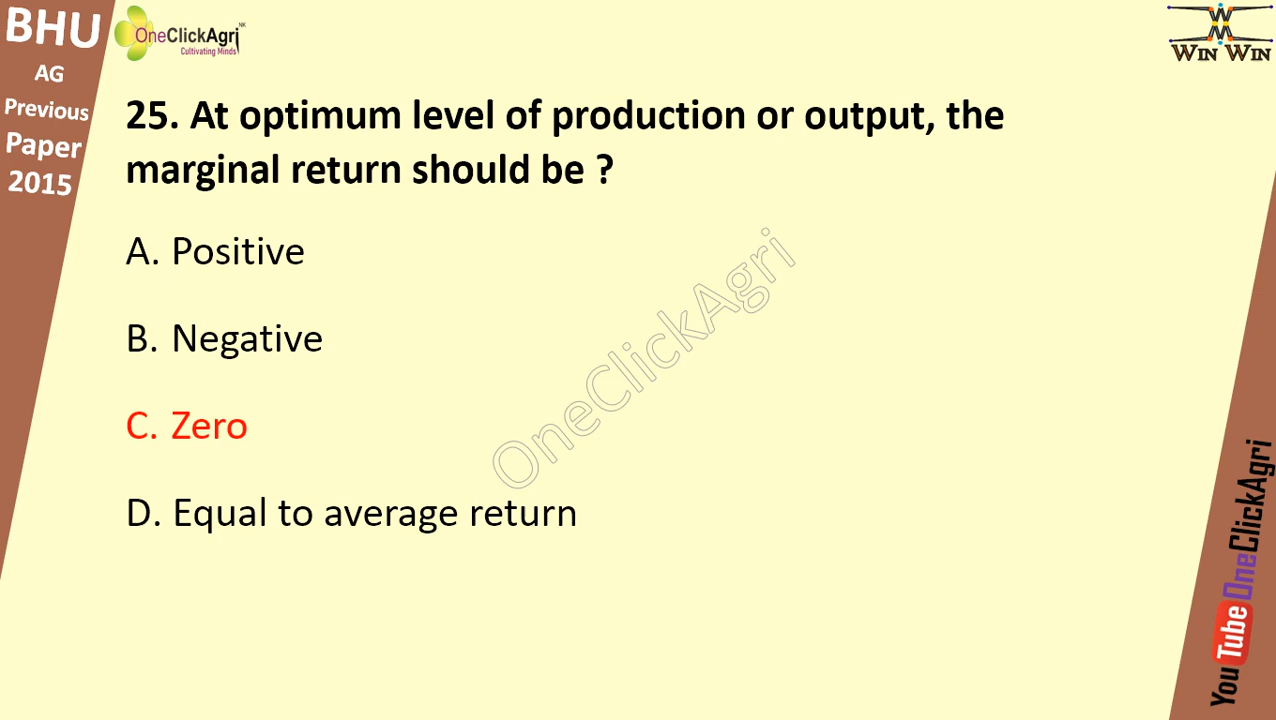 BHU
AG
Previous
Paper
2015
OneClickAgri
NK
Cultivating Minds
WIN WIN
25. At optimum level of production or output, the
marginal return should be ?
A. Positive
B. Negative
C. Zero
D. Equal to average return
OneClickAgri
YouTube OneClickAgri